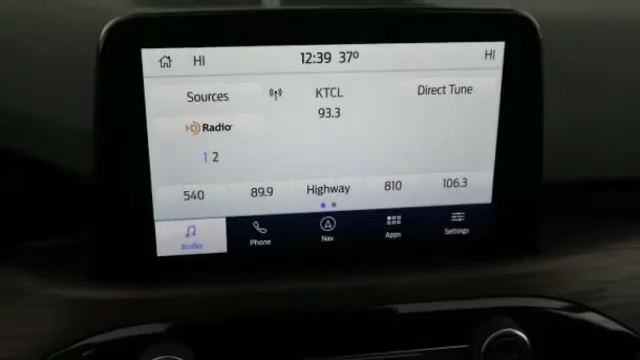 HI 12:39 37° HI
Sources KTCL Direct Tune
93.3
HD Radio
1 2
540 89.9 Highway 810 106.3
Audio Phone Nav Apps Settings